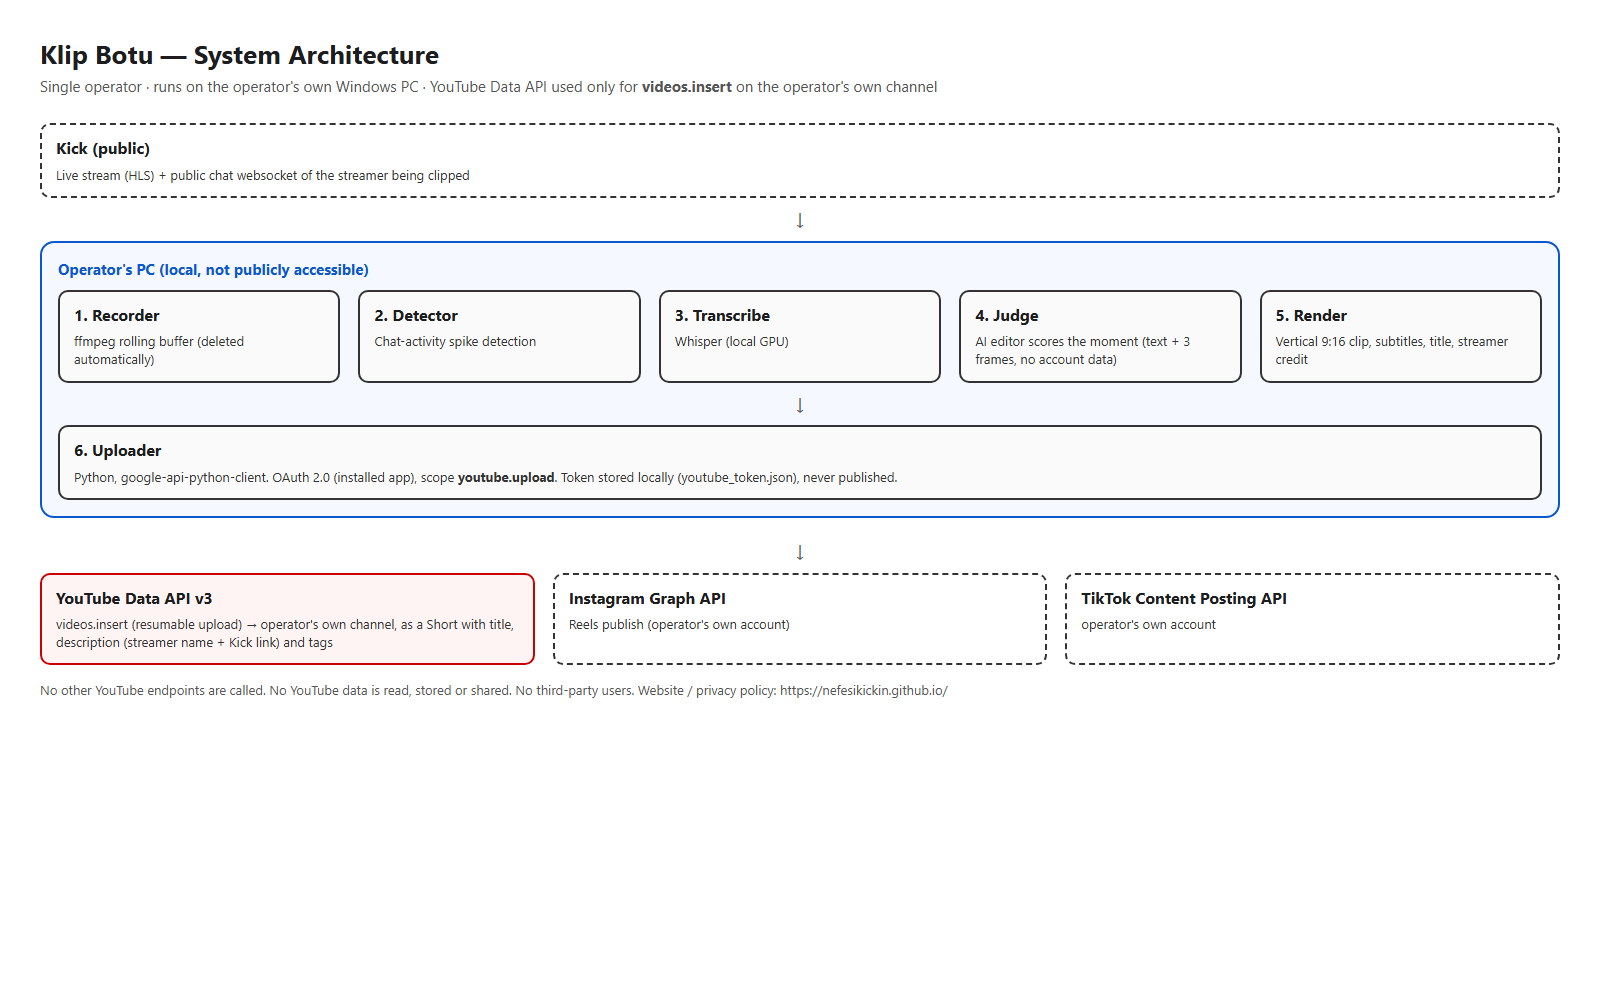 Klip Botu — System Architecture
Single operator · runs on the operator's own Windows PC · YouTube Data API used only for videos.insert on the operator's own channel
Kick (public)
Live stream (HLS) + public chat websocket of the streamer being clipped
↓
Operator's PC (local, not publicly accessible)
1. Recorder
ffmpeg rolling buffer (deleted
automatically)
2. Detector
Chat-activity spike detection
3. Transcribe
Whisper (local GPU)
4. Judge
AI editor scores the moment (text + 3
frames, no account data)
5. Render
Vertical 9:16 clip, subtitles, title, streamer
credit
↓
6. Uploader
Python, google-api-python-client. OAuth 2.0 (installed app), scope youtube.upload. Token stored locally (youtube_token.json), never published.
↓
YouTube Data API v3
videos.insert (resumable upload) → operator's own channel, as a Short with title,
description (streamer name + Kick link) and tags
Instagram Graph API
Reels publish (operator's own account)
TikTok Content Posting API
operator's own account
No other YouTube endpoints are called. No YouTube data is read, stored or shared. No third-party users. Website / privacy policy: https://nefesikickin.github.io/